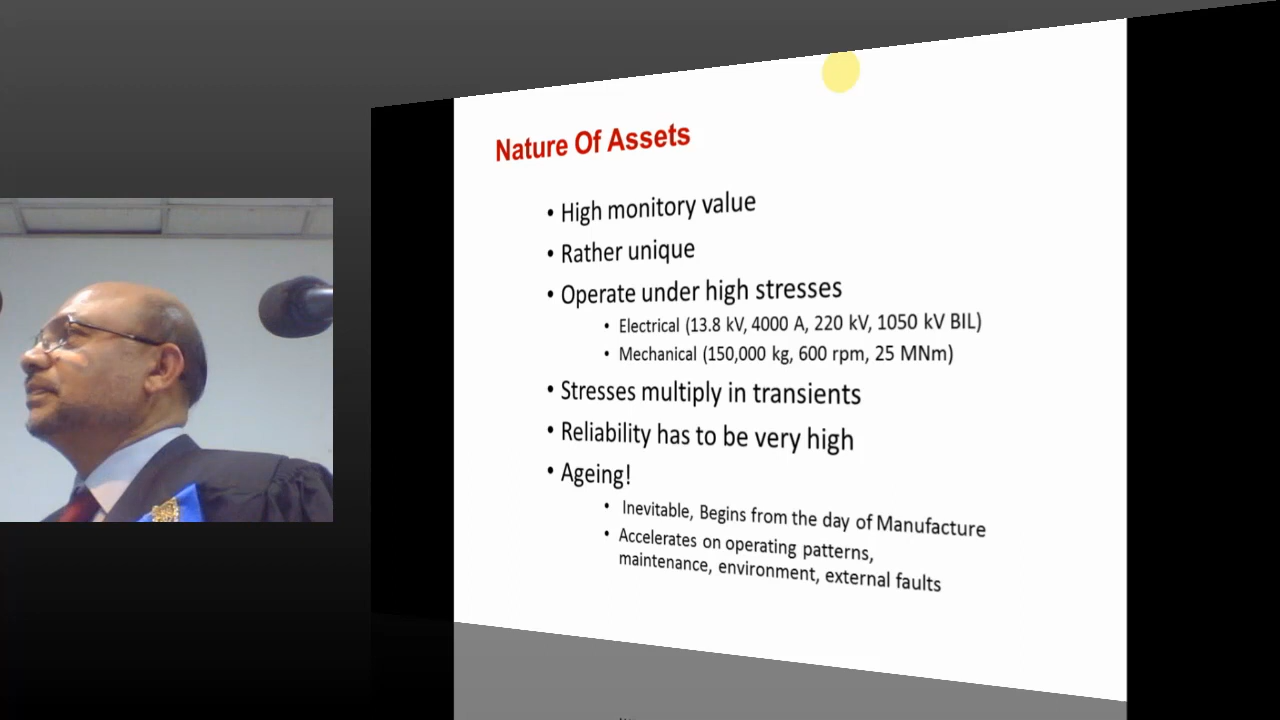 Nature Of Assets
• High monitory value
• Rather unique
• Operate under high stresses
• Electrical (13.8 kV, 4000 A, 220 kV, 1050 kV BIL)
• Mechanical (150,000 kg, 600 rpm, 25 MNm)
• Stresses multiply in transients
• Reliability has to be very high
• Ageing!
• Inevitable, Begins from the day of Manufacture
• Accelerates on operating patterns,
maintenance, environment, external faults